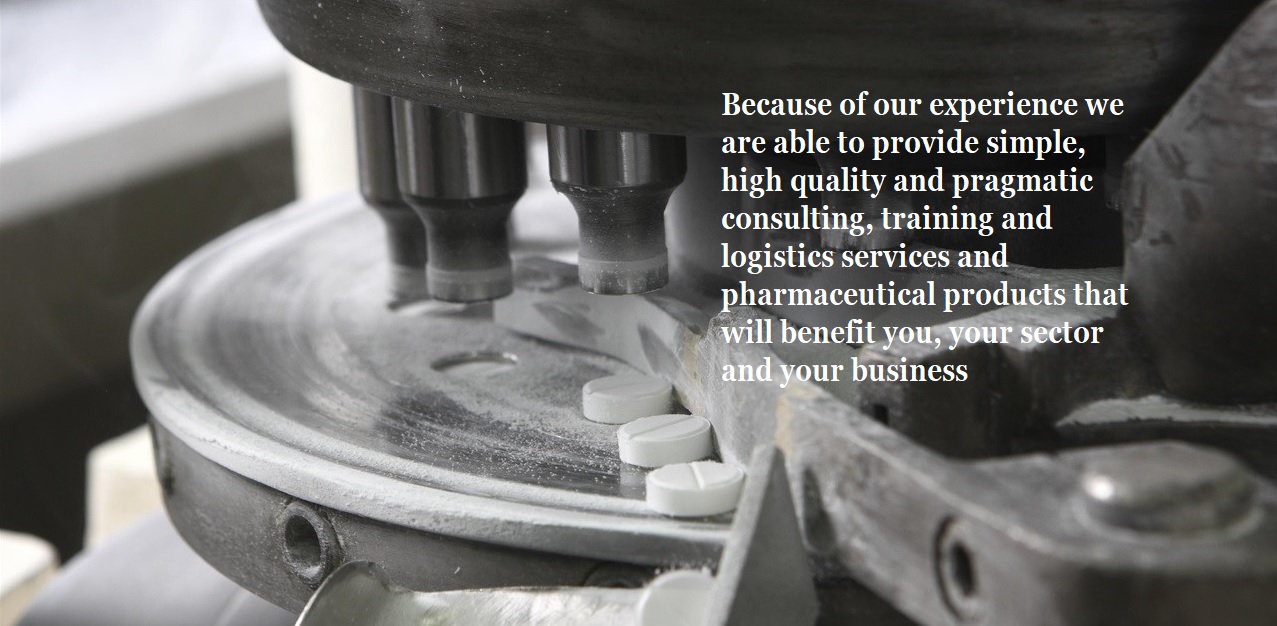 Because of our experience we
are able to provide simple,
high quality and pragmatic
consulting, training and
logistics services and
pharmaceutical products that
will benefit you, your sector
and your business